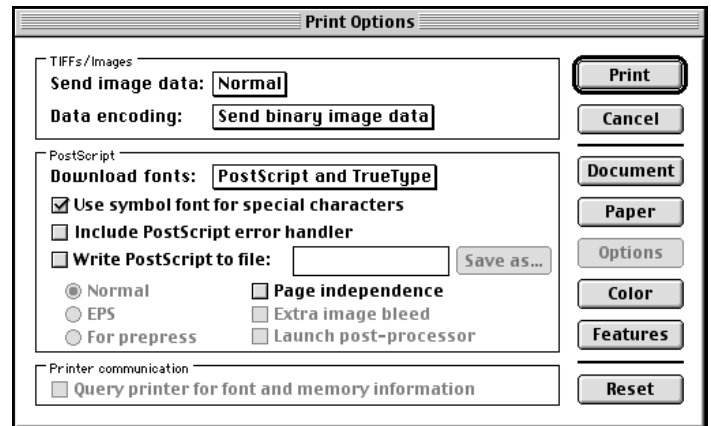 Print Options
TIFFs/Images
Send image data: Normal
Data encoding: Send binary image data
PostScript
Download fonts: PostScript and TrueType
Use symbol font for special characters
Include PostScript error handler
Write PostScript to file: Save as...
Normal Page independence
EPS Extra image bleed
For prepress Launch post-processor
Printer communication
Query printer for font and memory information
Print
Cancel
Document
Paper
Options
Color
Features
Reset